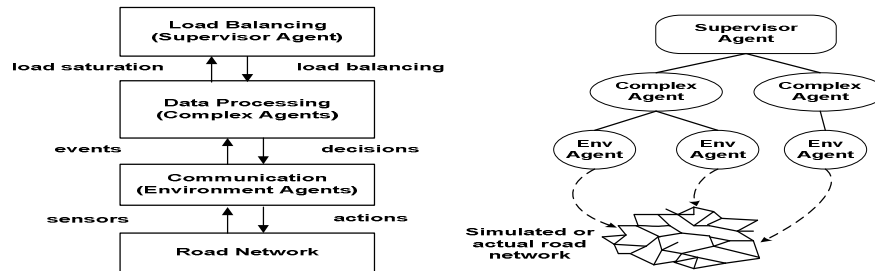 Load Balancing
(Supervisor Agent)
load saturation
load balancing
Data Processing
(Complex Agents)
events
decisions
Communication
(Environment Agents)
sensors
actions
Road Network
Supervisor
Agent
Complex
Agent
Complex
Agent
Env
Agent
Env
Agent
Env
Agent
Simulated or
actual road
network